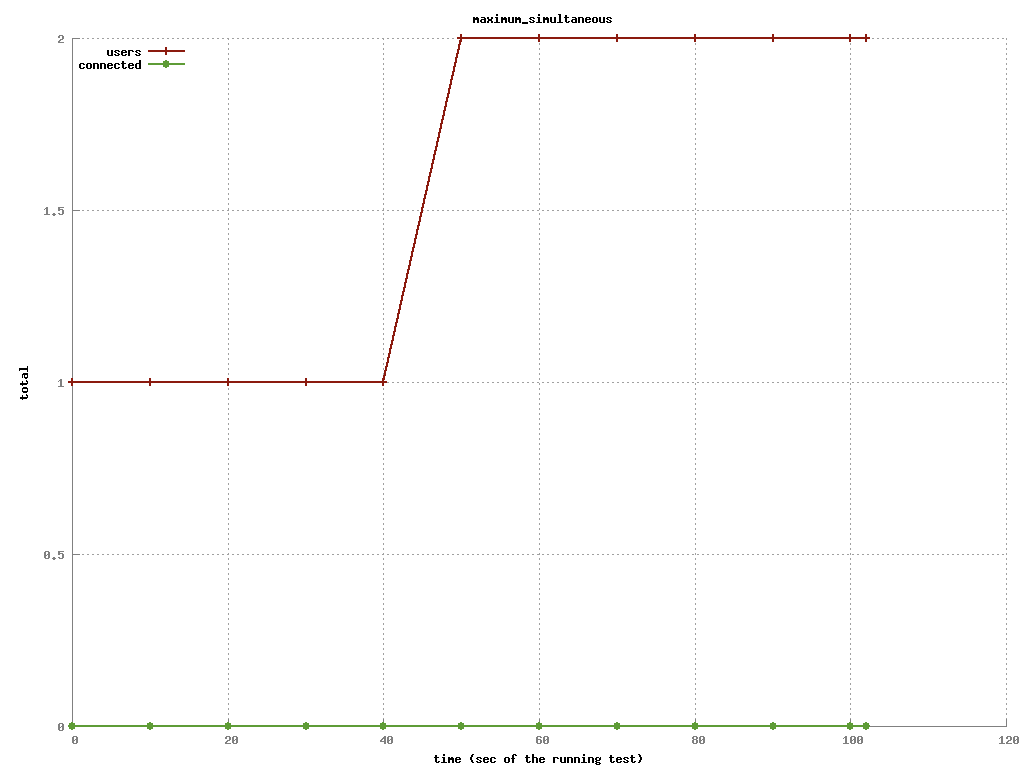 maximum_simultaneous
users
connected
2
1.5
1
0.5
0
total
0 20 40 60 80 100 120
time (sec of the running test)